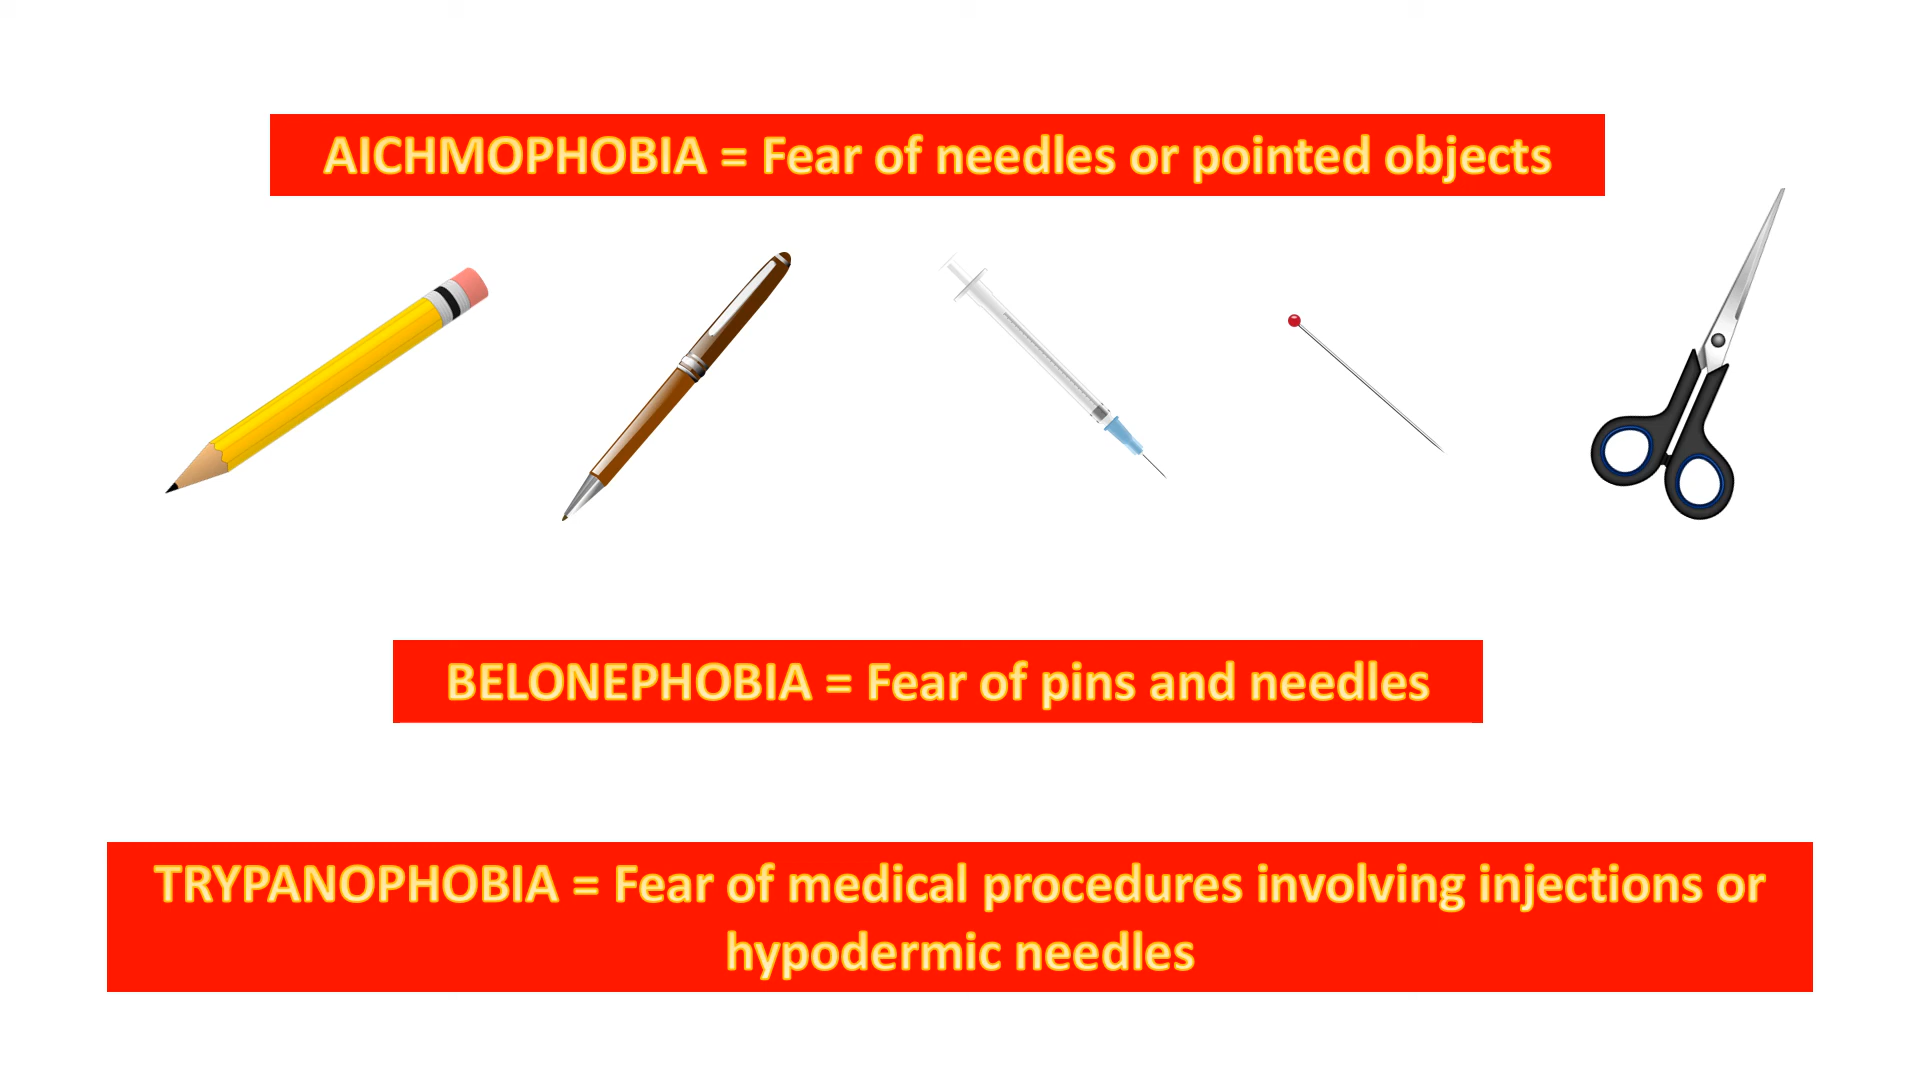 AICHMOPHOBIA = Fear of needles or pointed objects
BELONEPHOBIA = Fear of pins and needles
TRYPANOPHOBIA = Fear of medical procedures involving injections or
hypodermic needles